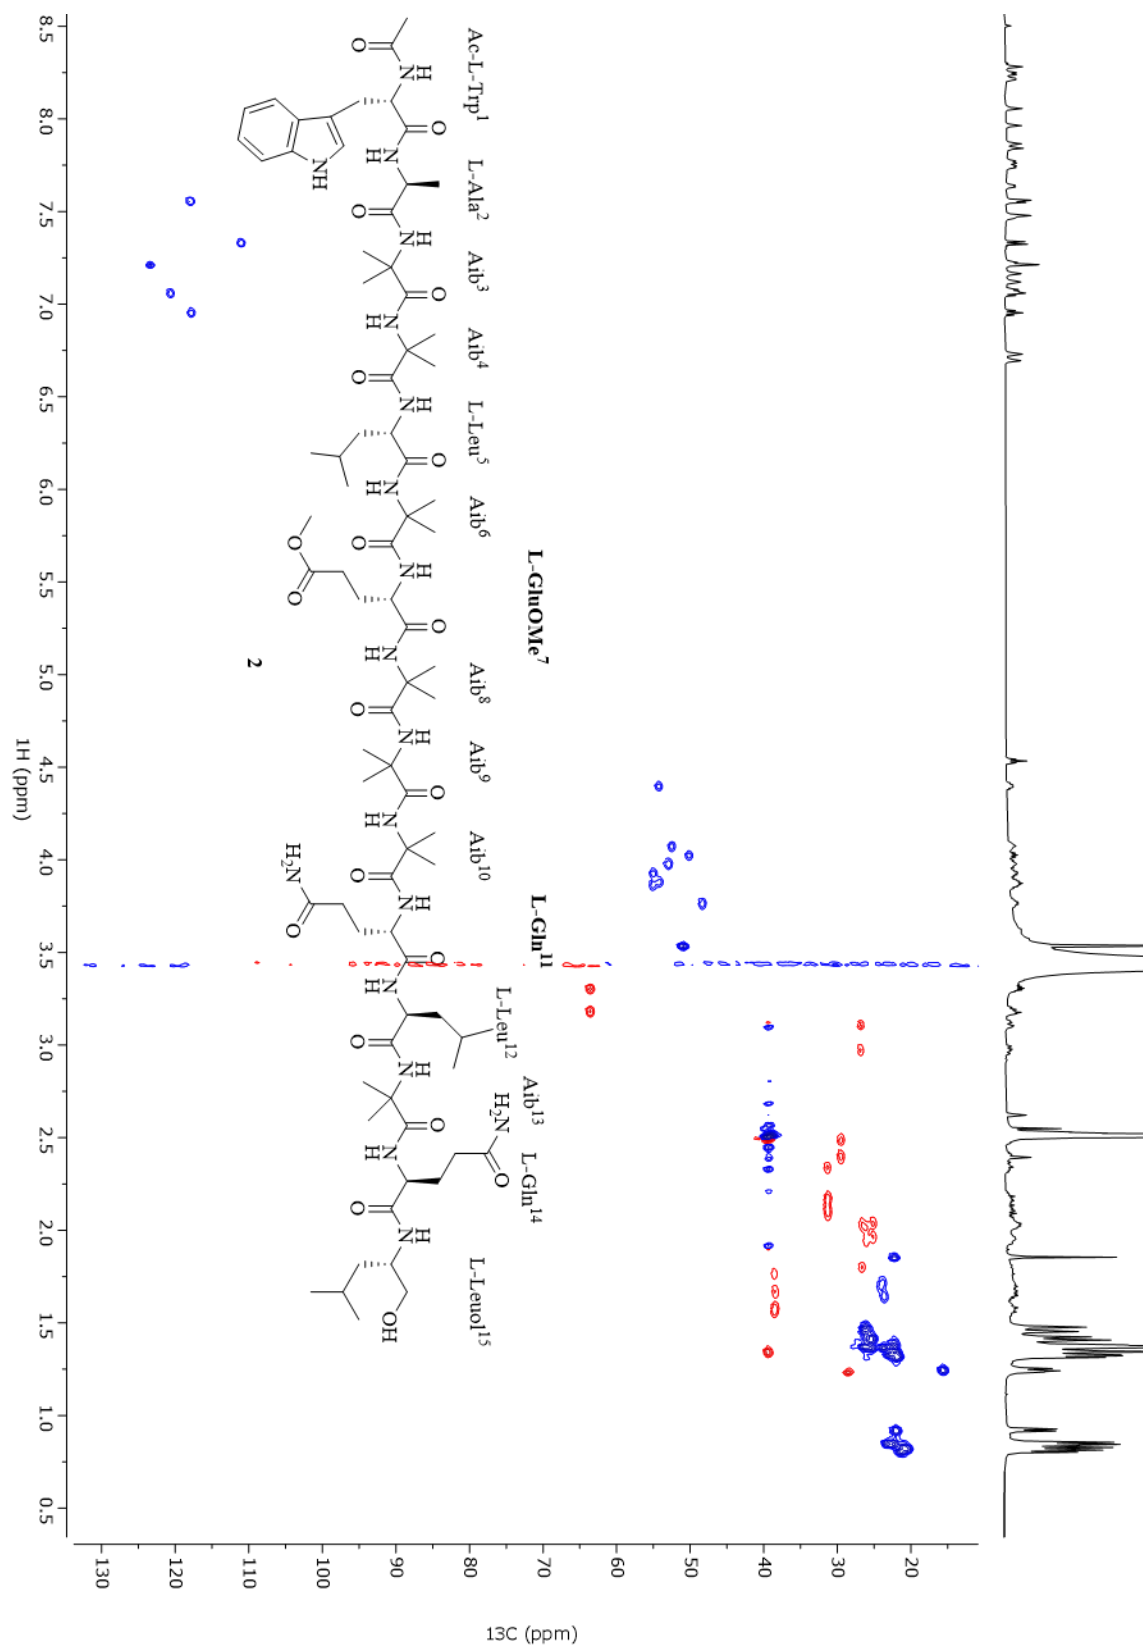 Ac-L-Trp1
L-Ala2
Aib3
Aib4
L-Leu5
Aib6
L-GluOMe7
Aib8
Aib9
Aib10
L-Gln11
L-Leu12
Aib13
L-Gln14
L-Leuol15
O
N
H
O
N
H
NH
O
N
H
O
N
H
O
N
H
O
N
H
O
N
H
O
O
O
N
H
O
N
H
O
N
H
O
N
H
H2N
O
O
N
H
O
N
H
O
N
H
H2N
O
O
N
H
OH
2
8.5 8.0 7.5 7.0 6.5 6.0 5.5 5.0 4.5 4.0 3.5 3.0 2.5 2.0 1.5 1.0 0.5
1H (ppm)
20
30
40
50
60
70
80
90
100
110
120
130
13C (ppm)